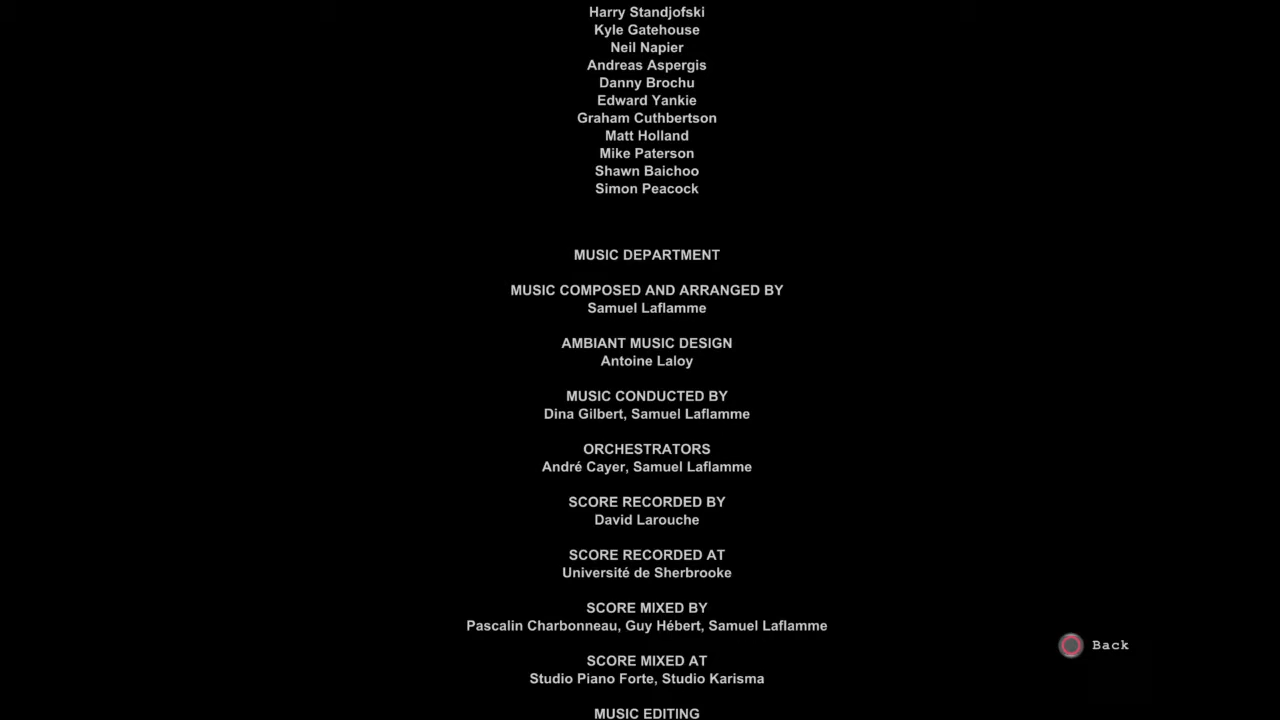 Harry Standjofski
Kyle Gatehouse
Neil Napier
Andreas Aspergis
Danny Brochu
Edward Yankie
Graham Cuthbertson
Matt Holland
Mike Paterson
Shawn Baichoo
Simon Peacock
MUSIC DEPARTMENT
MUSIC COMPOSED AND ARRANGED BY
Samuel Laflamme
AMBIANT MUSIC DESIGN
Antoine Laloy
MUSIC CONDUCTED BY
Dina Gilbert, Samuel Laflamme
ORCHESTRATORS
André Cayer, Samuel Laflamme
SCORE RECORDED BY
David Larouche
SCORE RECORDED AT
Université de Sherbrooke
SCORE MIXED BY
Pascalin Charbonneau, Guy Hébert, Samuel Laflamme
SCORE MIXED AT
Studio Piano Forte, Studio Karisma
MUSIC EDITING
Back